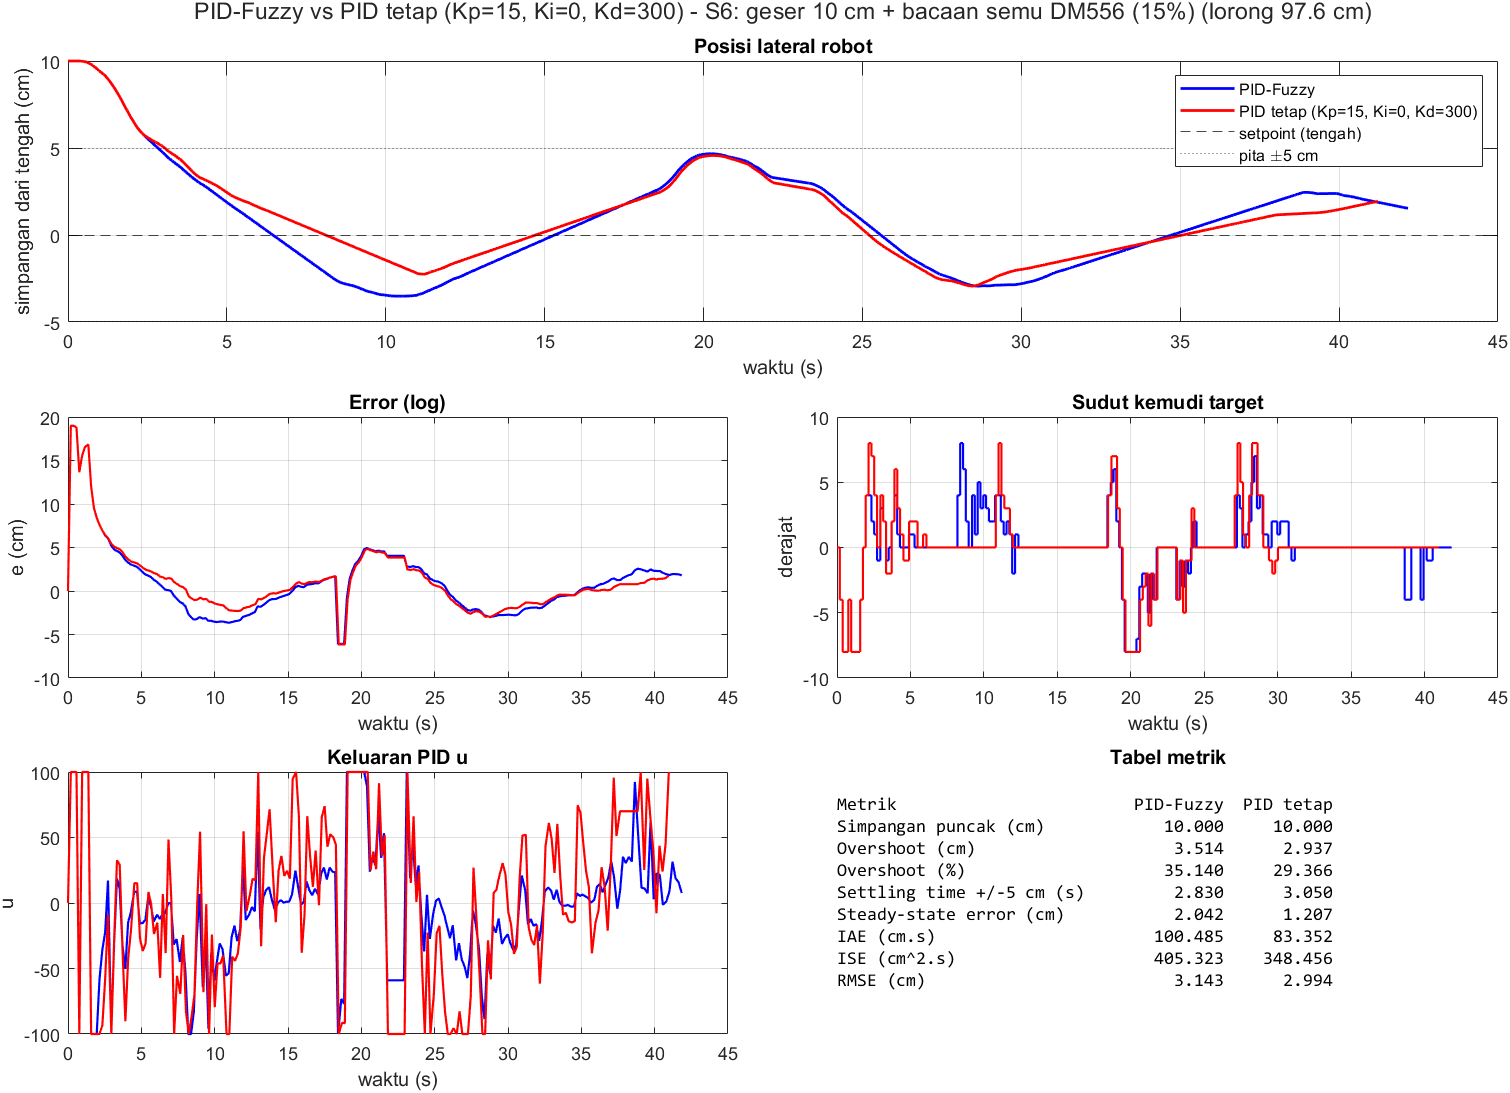 PID-Fuzzy vs PID tetap (Kp=15, Ki=0, Kd=300) - S6: geser 10 cm + bacaan semu DM556 (15%) (lorong 97.6 cm)
Posisi lateral robot
simpangan dari tengah (cm)
10
5
0
-5
0 5 10 15 20 25 30 35 40 45
waktu (s)
PID-Fuzzy
PID tetap (Kp=15, Ki=0, Kd=300)
setpoint (tengah)
pita ±5 cm
Error (log)
e (cm)
20
15
10
5
0
-5
-10
0 5 10 15 20 25 30 35 40 45
waktu (s)
Sudut kemudi target
derajat
10
5
0
-5
-10
0 5 10 15 20 25 30 35 40 45
waktu (s)
Keluaran PID u
u
100
50
0
-50
-100
0 5 10 15 20 25 30 35 40 45
waktu (s)
Tabel metrik
Metrik PID-Fuzzy PID tetap
Simpangan puncak (cm) 10.000 10.000
Overshoot (cm) 3.514 2.937
Overshoot (%) 35.140 29.366
Settling time +/-5 cm (s) 2.830 3.050
Steady-state error (cm) 2.042 1.207
IAE (cm.s) 100.485 83.352
ISE (cm^2.s) 405.323 348.456
RMSE (cm) 3.143 2.994